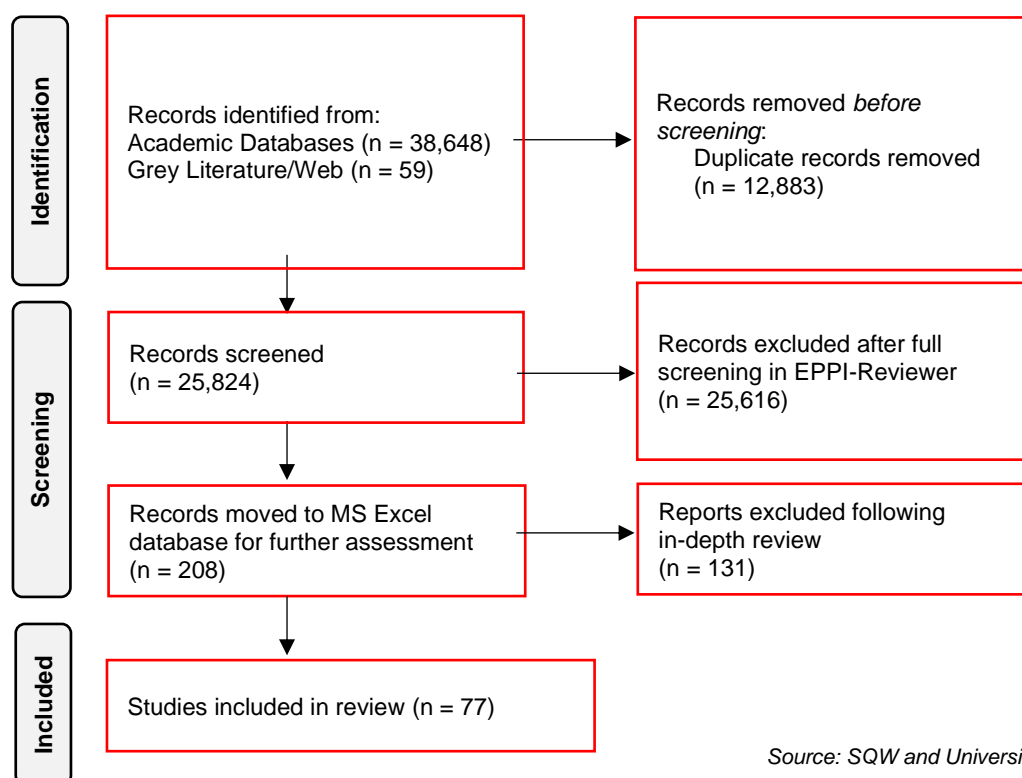 Identification
Records identified from:
Academic Databases (n = 38,648)
Grey Literature/Web (n = 59)
Records removed before
screening:
Duplicate records removed
(n = 12,883)
Screening
Records screened
(n = 25,824)
Records excluded after full
screening in EPPI-Reviewer
(n = 25,616)
Records moved to MS Excel
database for further assessment
(n = 208)
Reports excluded following
in-depth review
(n = 131)
Included
Studies included in review (n = 77)
Source: SQW and Universi